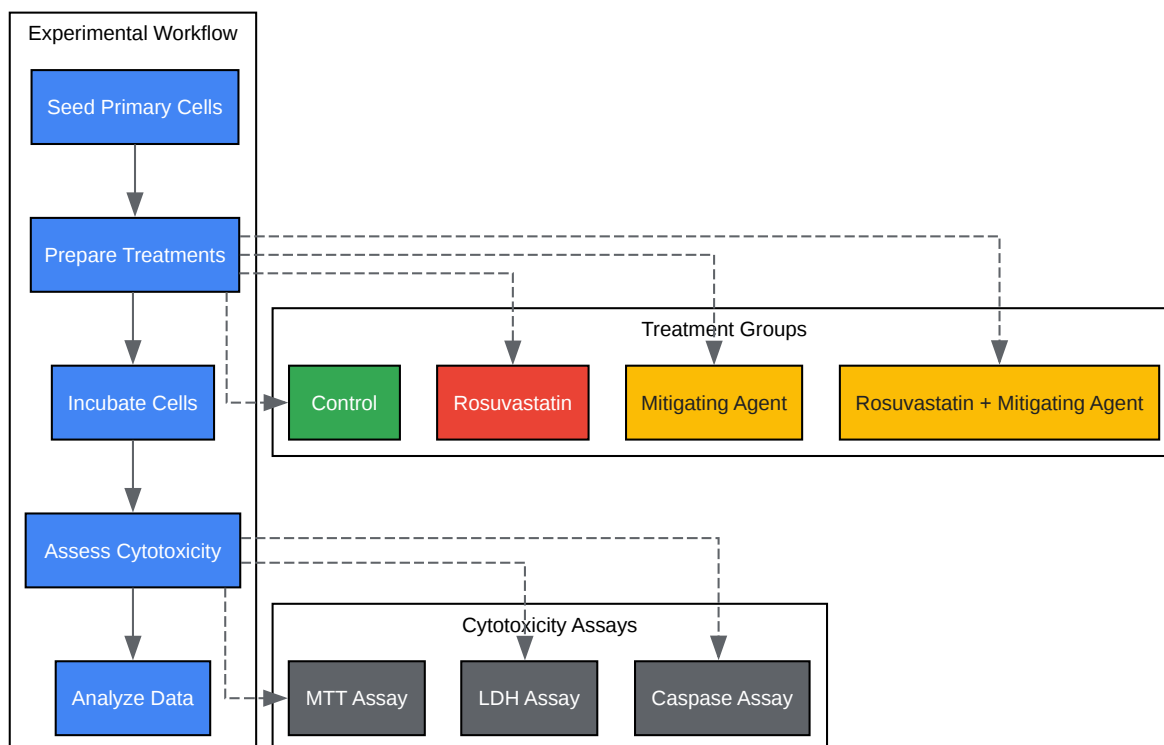 Experimental Workflow
Seed Primary Cells
Prepare Treatments
Treatment Groups
Incubate Cells
Control
Rosuvastatin
Mitigating Agent
Rosuvastatin + Mitigating Agent
Assess Cytotoxicity
Cytotoxicity Assays
Analyze Data
MTT Assay
LDH Assay
Caspase Assay